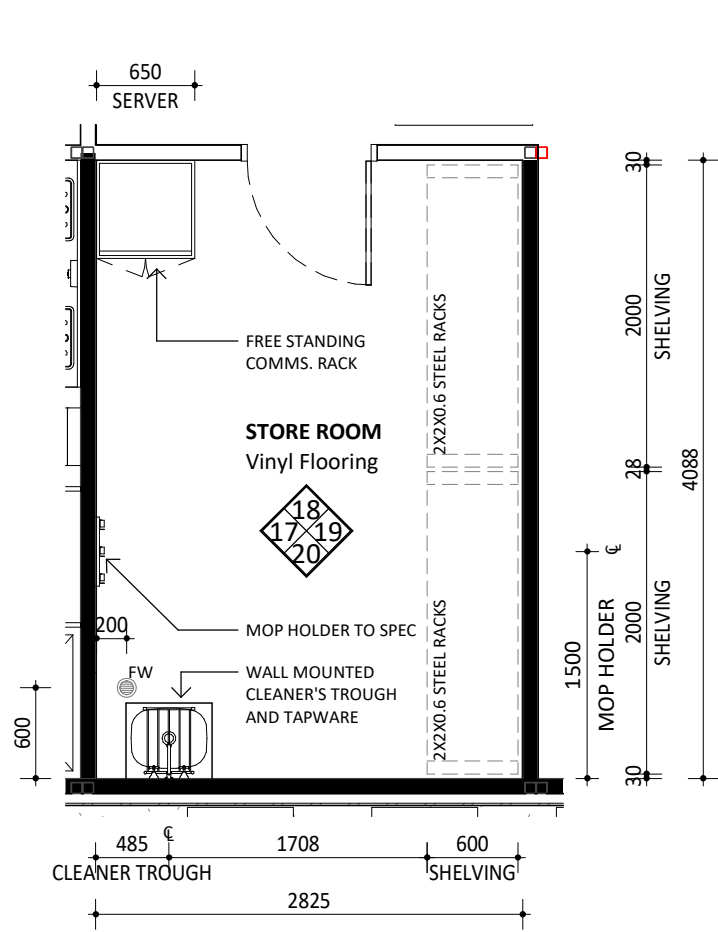 650
SERVER
FREE STANDING
COMMS. RACK
STORE ROOM
Vinyl Flooring
18
17 19
20
2X2X0.6 STEEL RACKS
2X2X0.6 STEEL RACKS
200
FW
MOP HOLDER TO SPEC
WALL MOUNTED
CLEANER'S TROUGH
AND TAPWARE
600
30
2000
SHELVING
28
4088
℄
1500
MOP HOLDER
2000
SHELVING
30
℄
485
1708
600
CLEANER TROUGH
SHELVING
2825